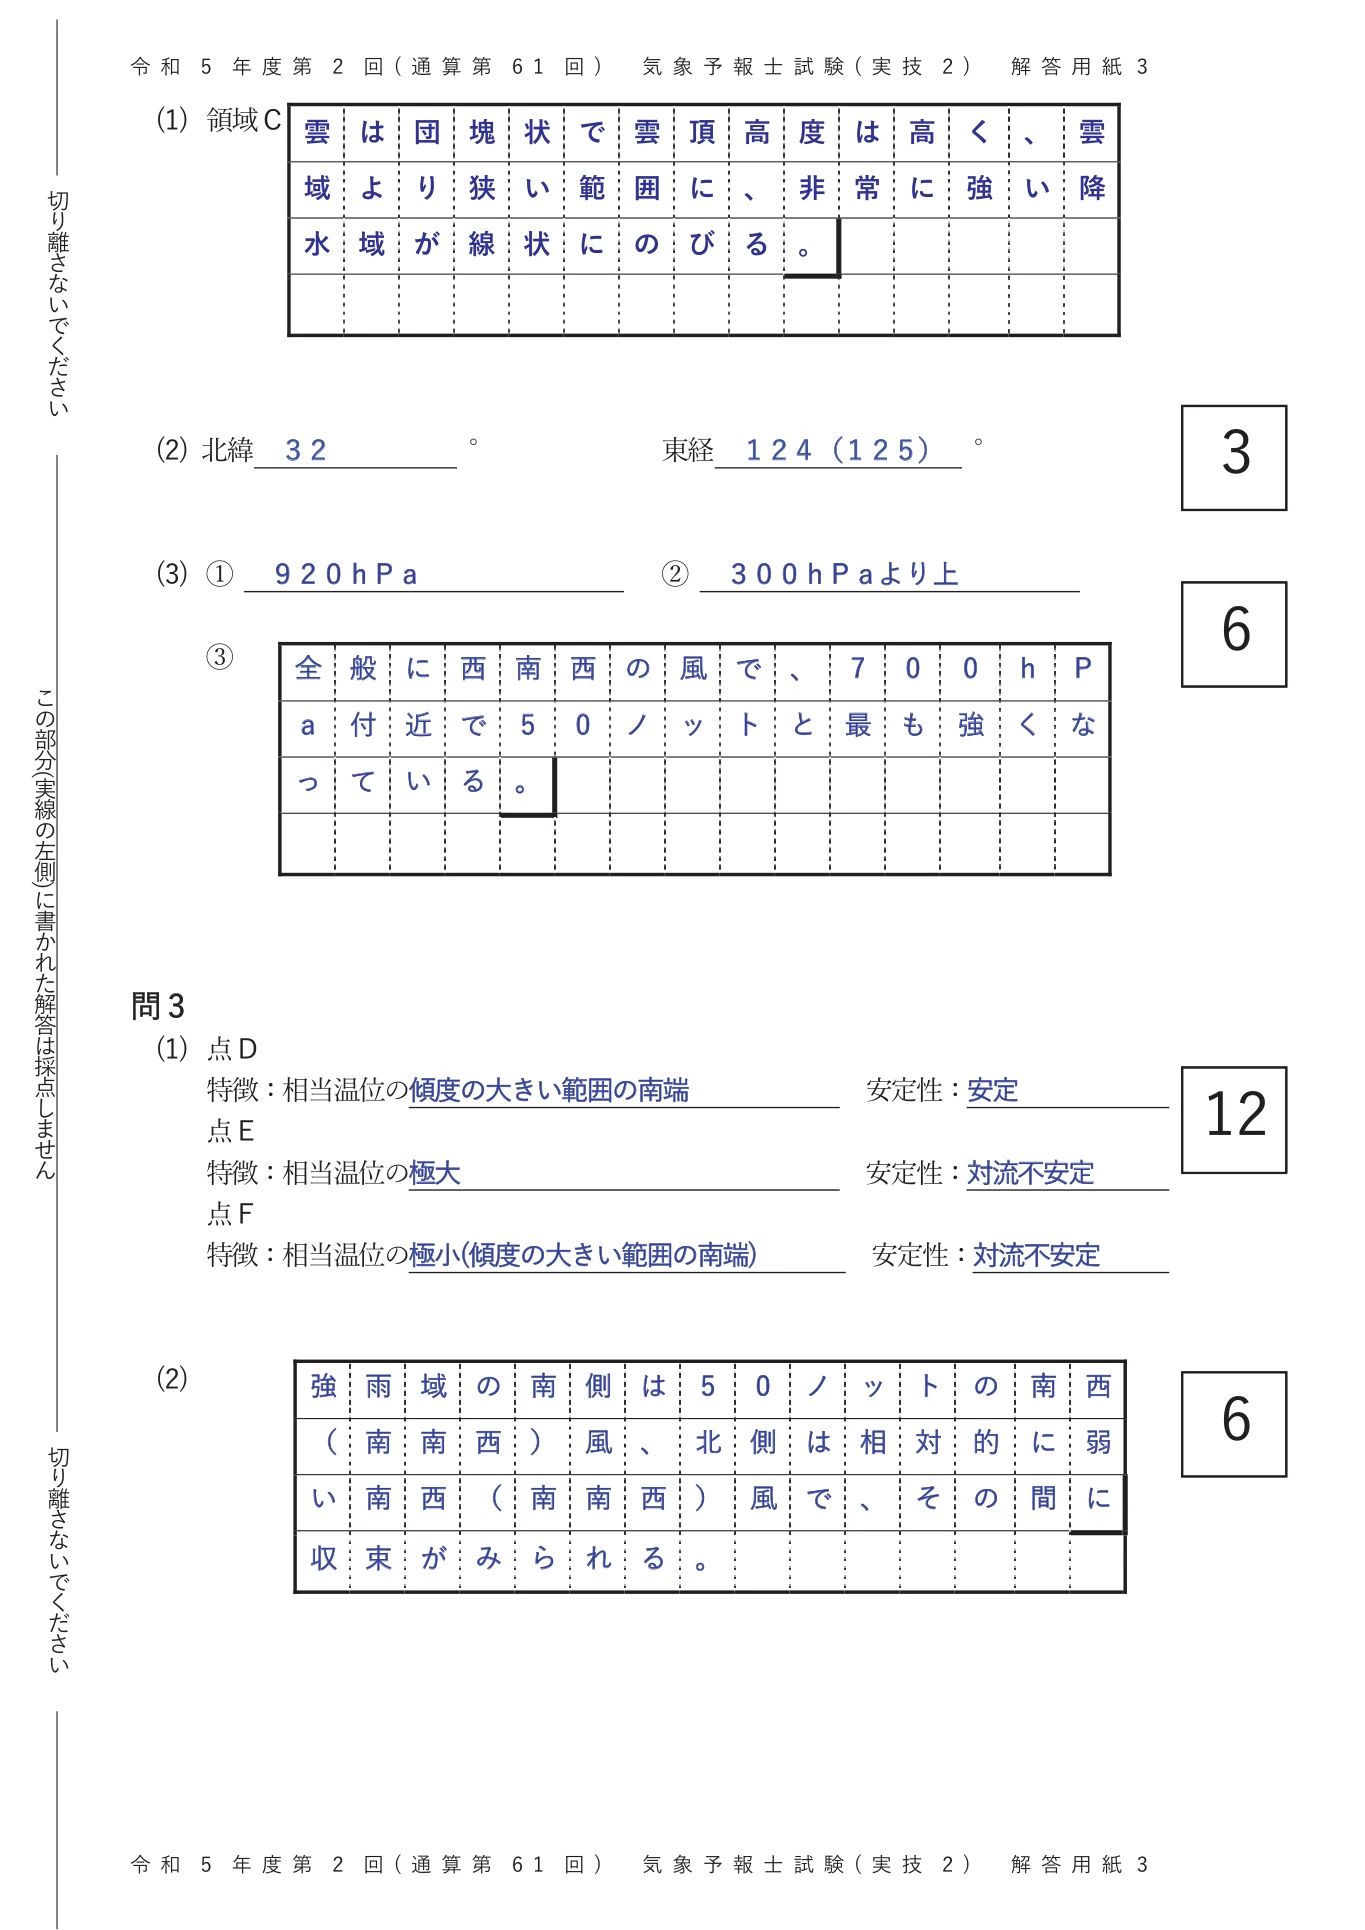 令和5年度第2回(通算第61回) 気象予報士試験(実技2) 解答用紙3
(1) 領域C
雲は団塊状で雲頂高度は高く、雲
域より狭い範囲に、非常に強い降
水域が線状にのびる。
(2) 北緯 32 ° 東経 124(125) °
3
(3) ① 920hPa ② 300hPaより上
6
③
全般に西南西の風で、700hP
a付近で50ノットと最も強くな
っている。
問3
(1) 点D
特徴：相当温位の傾度の大きい範囲の南端 安定性：安定
12
点E
特徴：相当温位の極大 安定性：対流不安定
点F
特徴：相当温位の極小(傾度の大きい範囲の南端) 安定性：対流不安定
(2)
強雨域の南側は50ノットの南西
(南南西)風、北側は相対的に弱
い南西(南南西)風で、その間に
収束がみられる。
6
令和5年度第2回(通算第61回) 気象予報士試験(実技2) 解答用紙3
切り離さないでください
この部分(実線の左側)に書かれた解答は採点しません
切り離さないでください